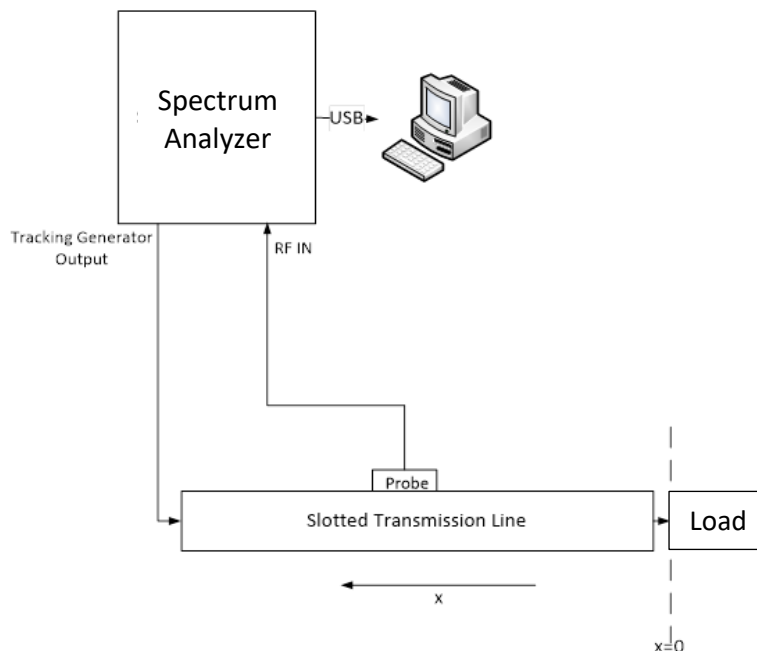 Spectrum
Analyzer
USB
Tracking Generator
Output
RF IN
Probe
Slotted Transmission Line
Load
x
x=0